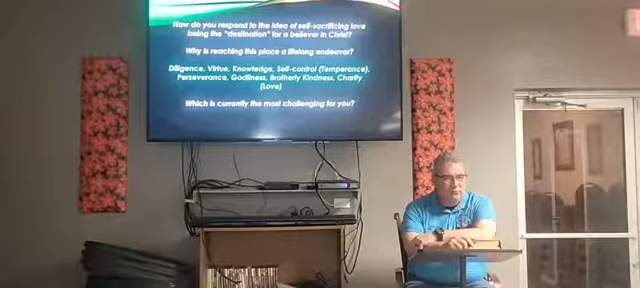 How do you respond to the idea of self-sacrificing love
being the "destination" for a believer in Christ?
Why is reaching this place a lifelong endeavor?
Diligence, Virtue, Knowledge, Self-control (Temperance),
Perseverance, Godliness, Brotherly Kindness, Charity
(Love)
Which is currently the most challenging for you?